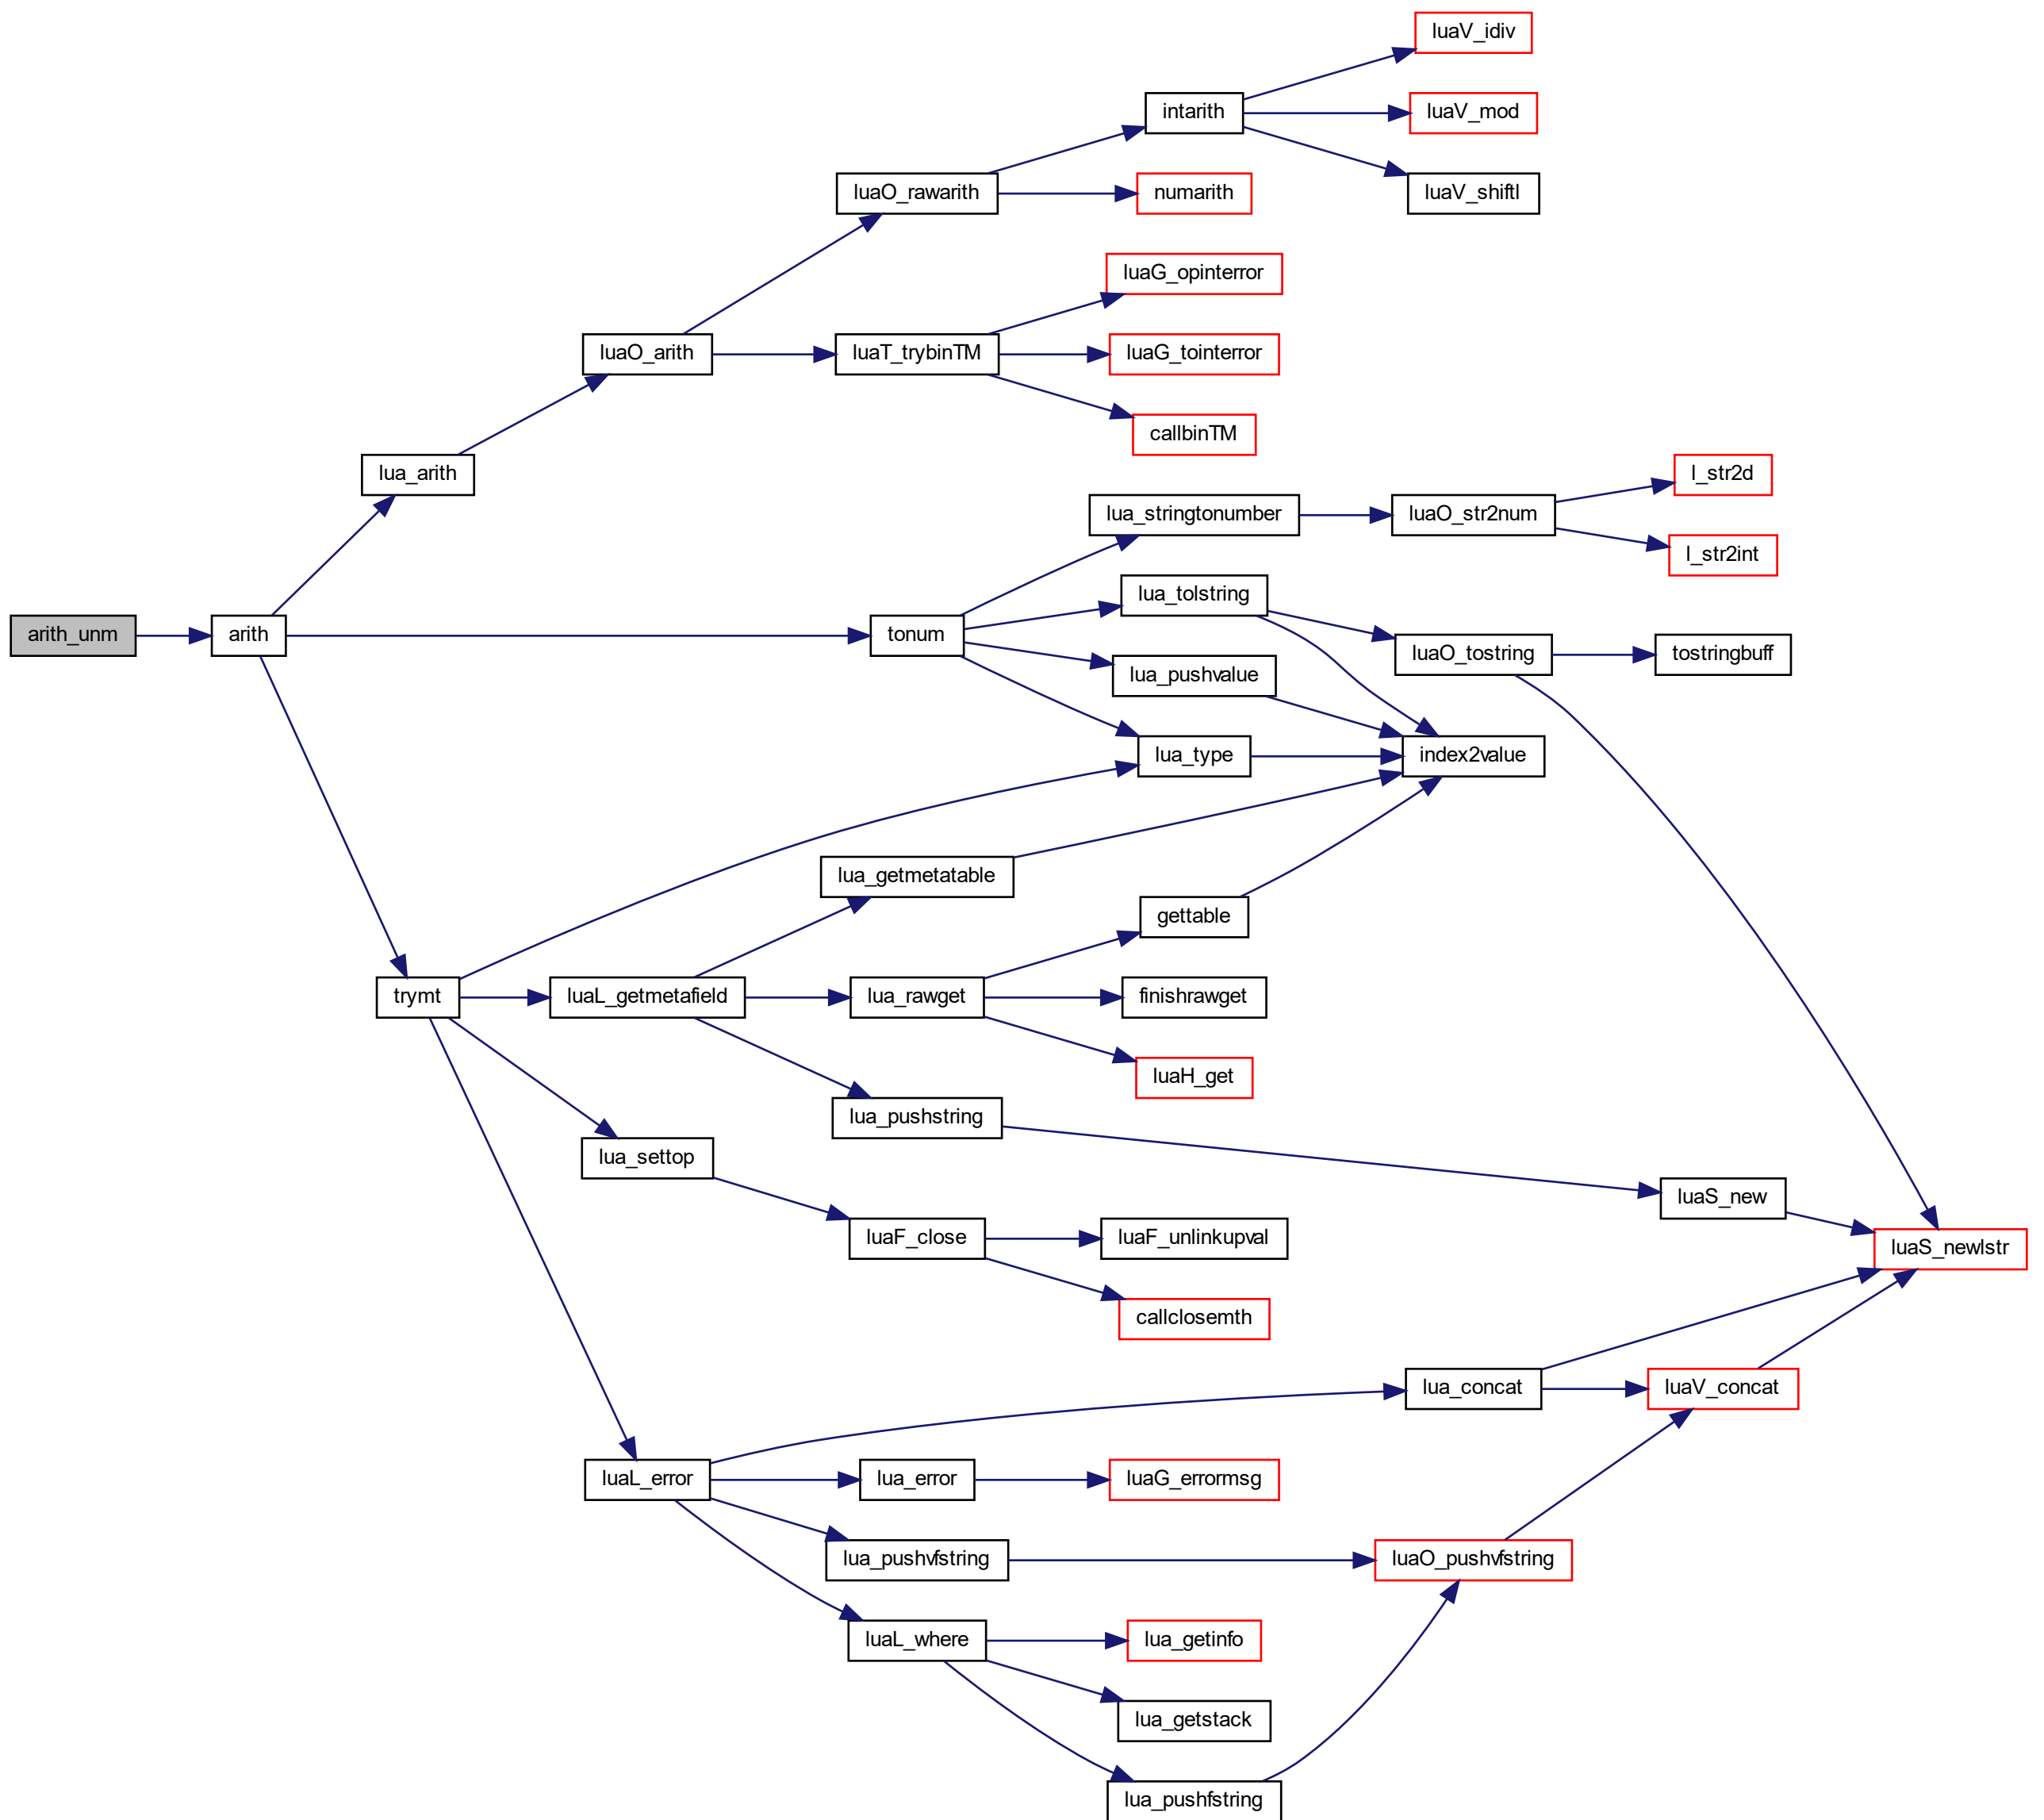 luaV_idiv
intarith
luaV_mod
luaO_rawarith
numarith
luaV_shiftl
luaG_opinterror
luaO_arith
luaT_trybinTM
luaG_tointerror
callbinTM
lua_arith
l_str2d
lua_stringtonumber
luaO_str2num
l_str2int
lua_tolstring
arith_unm
arith
tonum
luaO_tostring
tostringbuff
lua_pushvalue
lua_type
index2value
lua_getmetatable
gettable
trymt
luaL_getmetafield
lua_rawget
finishrawget
luaH_get
lua_pushstring
lua_settop
luaS_new
luaF_close
luaF_unlinkupval
luaS_newlstr
callclosemth
lua_concat
luaV_concat
luaL_error
lua_error
luaG_errormsg
lua_pushvfstring
luaO_pushvfstring
luaL_where
lua_getinfo
lua_getstack
lua_pushfstring